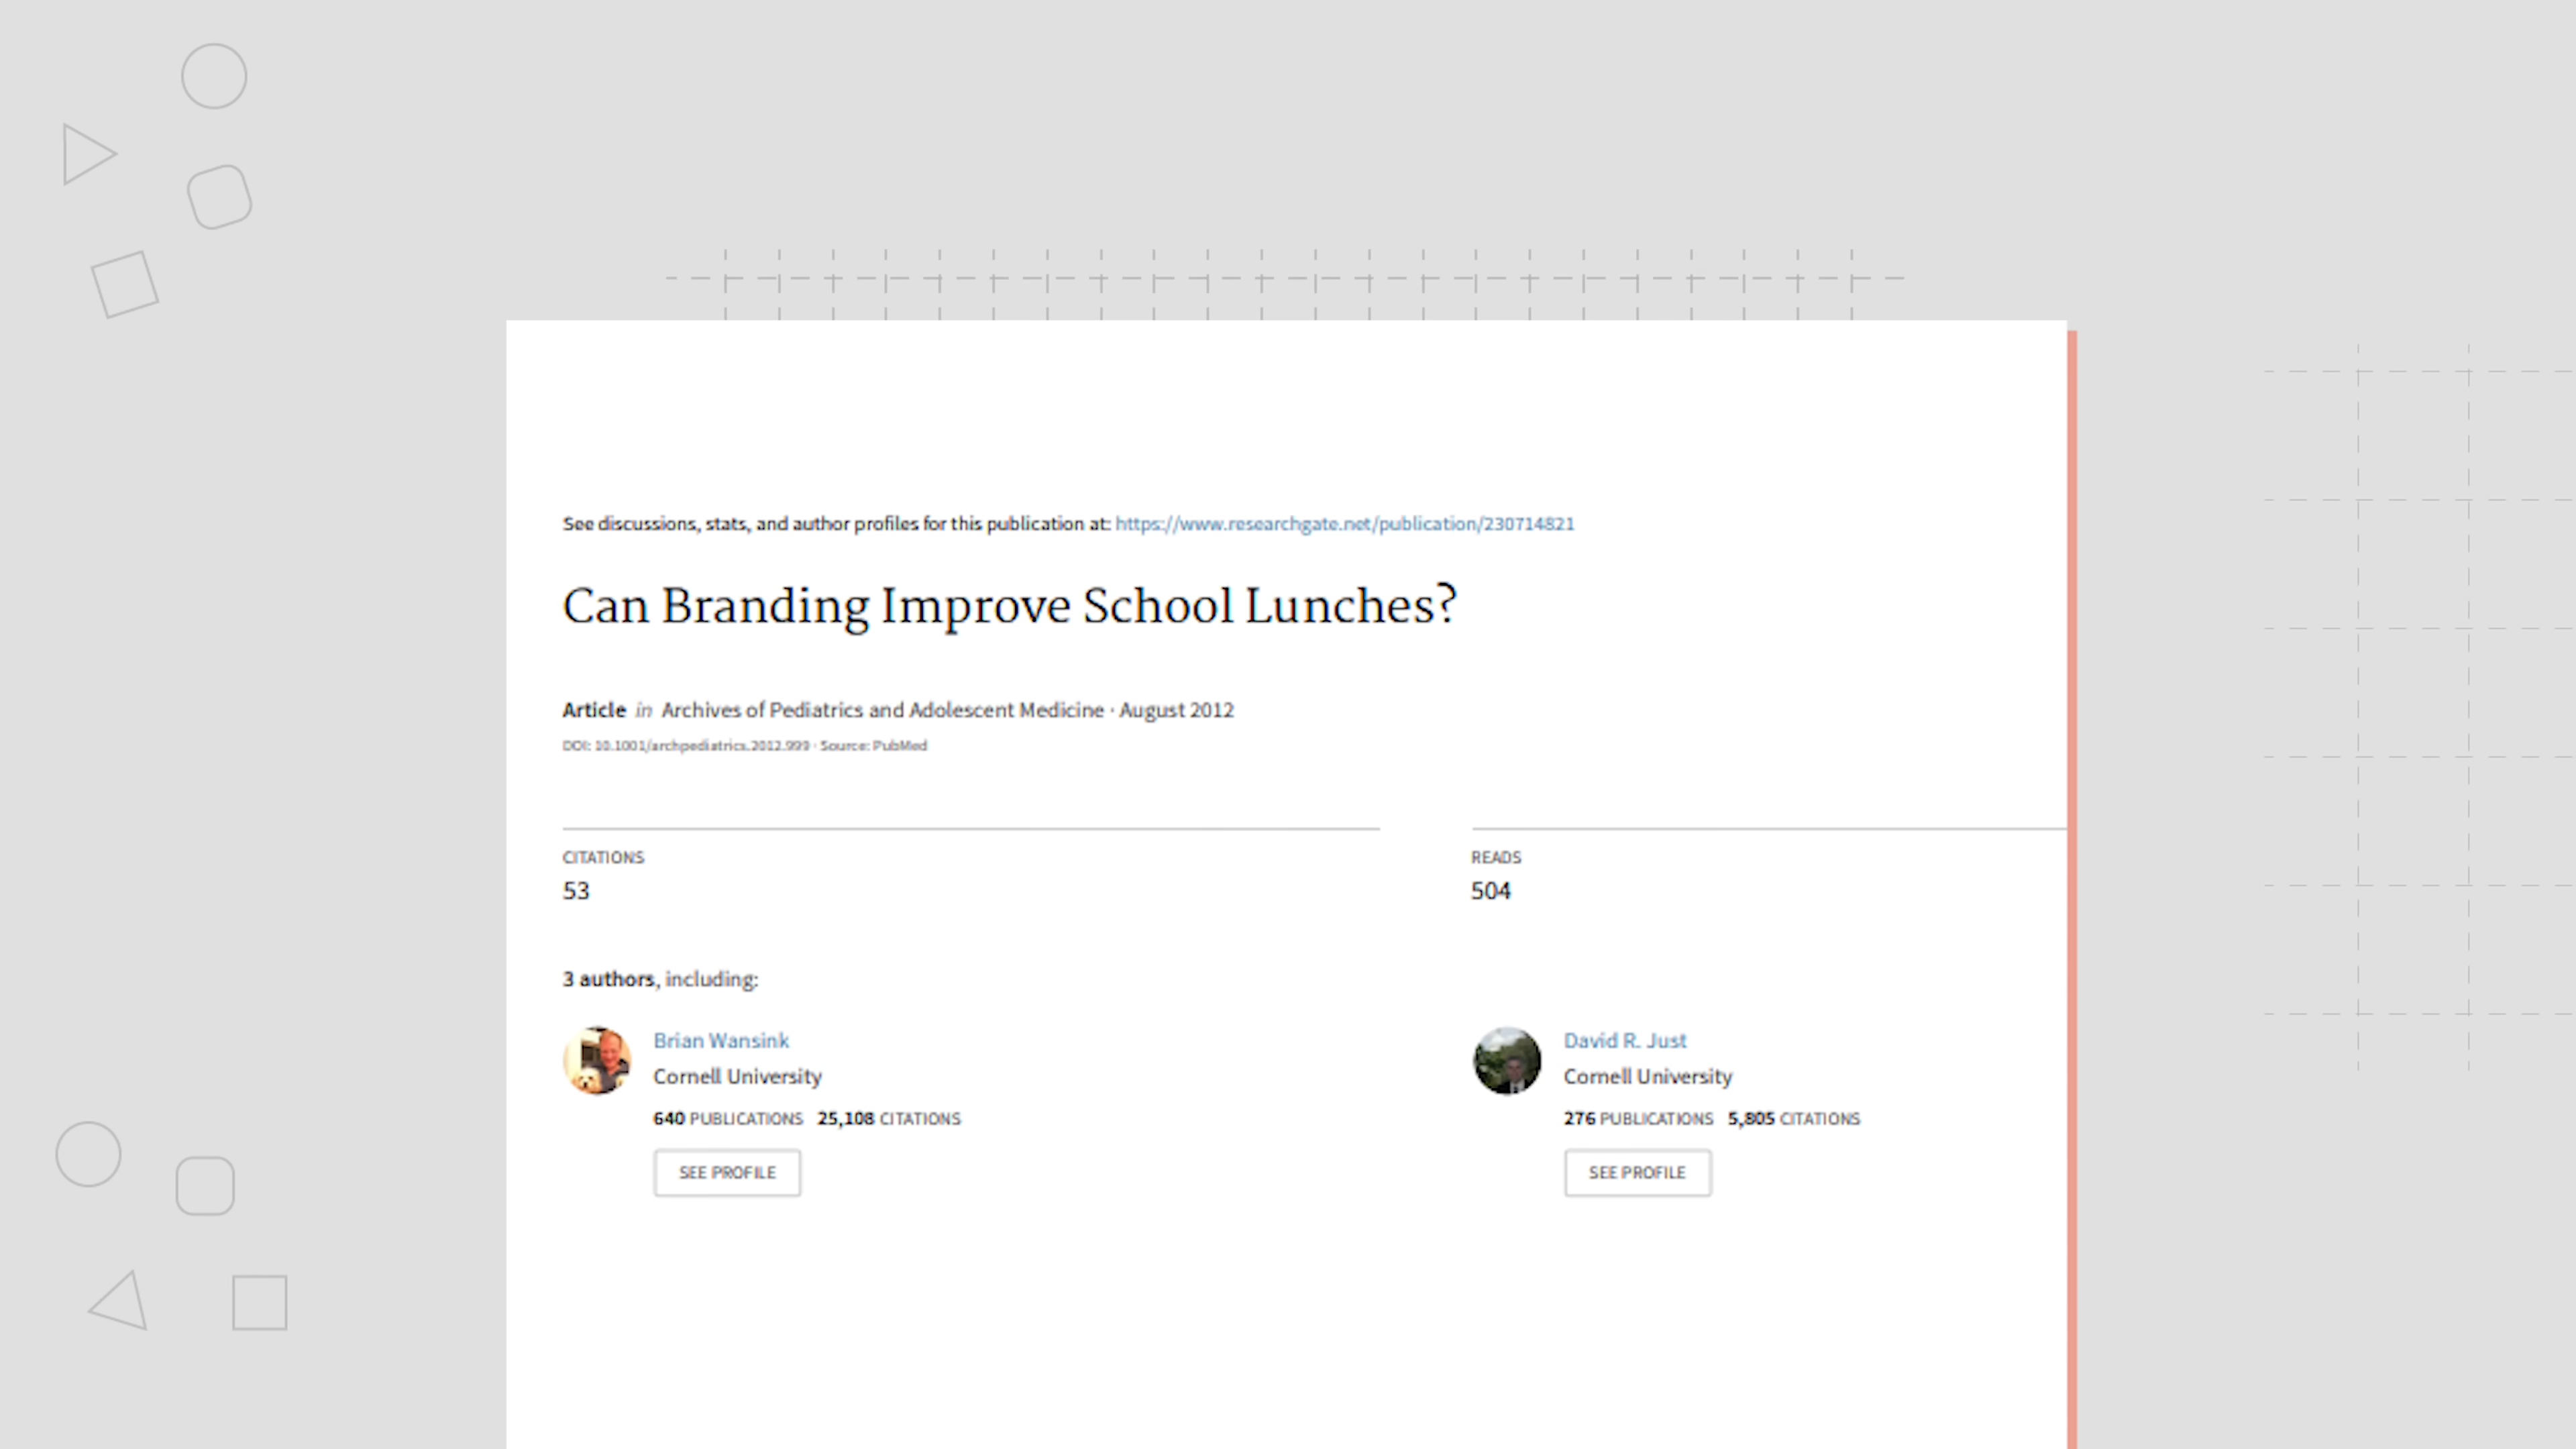 See discussions, stats, and author profiles for this publication at: https://www.researchgate.net/publication/230714821
Can Branding Improve School Lunches?
Article in Archives of Pediatrics and Adolescent Medicine · August 2012
DOI: 10.1001/archpediatrics.2012.999 · Source: PubMed
CITATIONS
53
READS
504
3 authors, including:
Brian Wansink
Cornell University
640 PUBLICATIONS 25,108 CITATIONS
SEE PROFILE
David R. Just
Cornell University
276 PUBLICATIONS 5,805 CITATIONS
SEE PROFILE